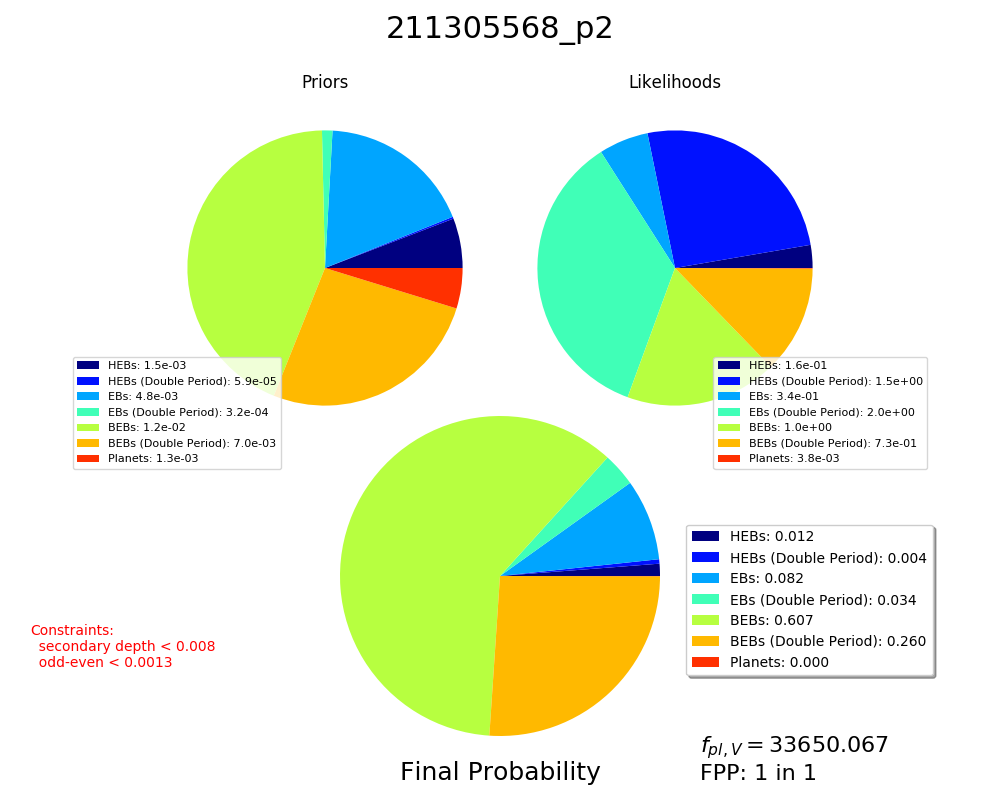 211305568_p2
Priors
Likelihoods
HEBs: 1.5e-03
HEBs (Double Period): 5.9e-05
EBs: 4.8e-03
EBs (Double Period): 3.2e-04
BEBs: 1.2e-02
BEBs (Double Period): 7.0e-03
Planets: 1.3e-03
HEBs: 1.6e-01
HEBs (Double Period): 1.5e+00
EBs: 3.4e-01
EBs (Double Period): 2.0e+00
BEBs: 1.0e+00
BEBs (Double Period): 7.3e-01
Planets: 3.8e-03
HEBs: 0.012
HEBs (Double Period): 0.004
EBs: 0.082
EBs (Double Period): 0.034
BEBs: 0.607
BEBs (Double Period): 0.260
Planets: 0.000
Constraints:
secondary depth < 0.008
odd-even < 0.0013
Final Probability
f_{pl,V} = 33650.067
FPP: 1 in 1